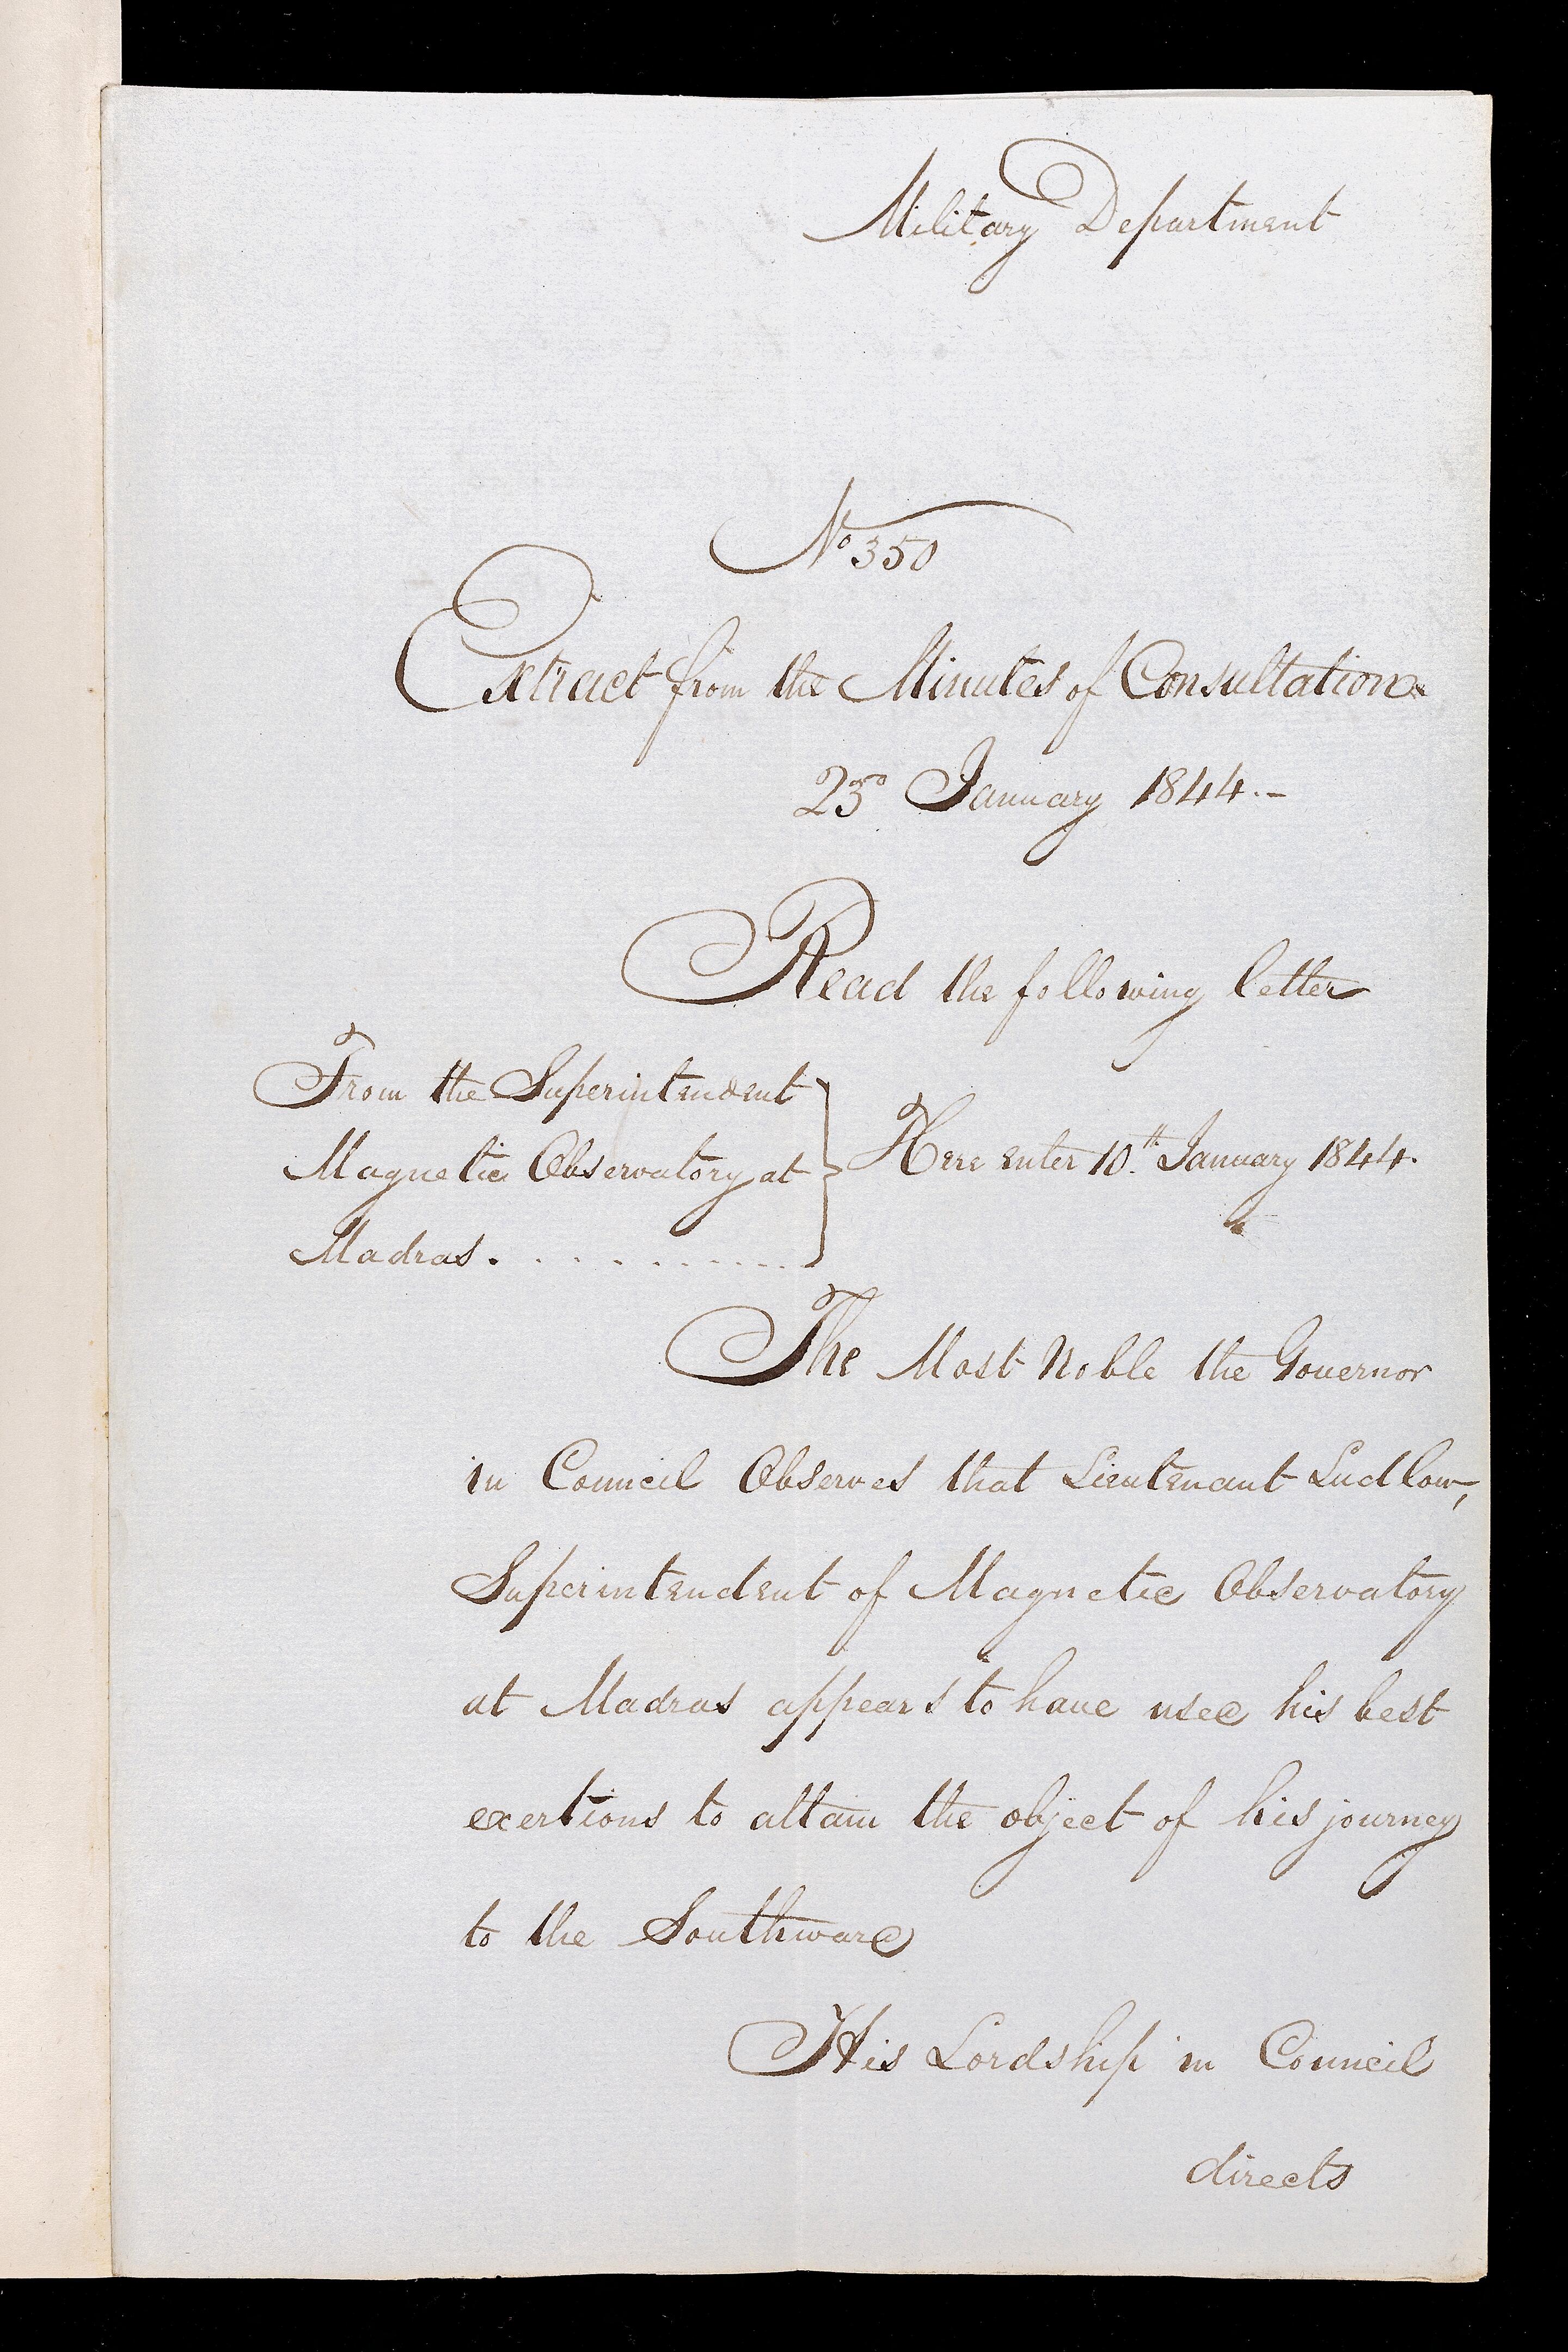 Military Department
No 350
Extract from the Minutes of Consultation
23d January 1844.-
Read the following letter
From the Superintendent
Magnetic Observatory at
Madras. . . . . . . . . . . .
Here enter 10th January 1844.
The Most Noble the Governor
in Council Observes that Lieutenant Ludlow,
Superintendent of Magnetic Observatory
at Madras appears to have used his best
exertions to attain the object of his journey
to the Southward
His Lordship in Council
directs